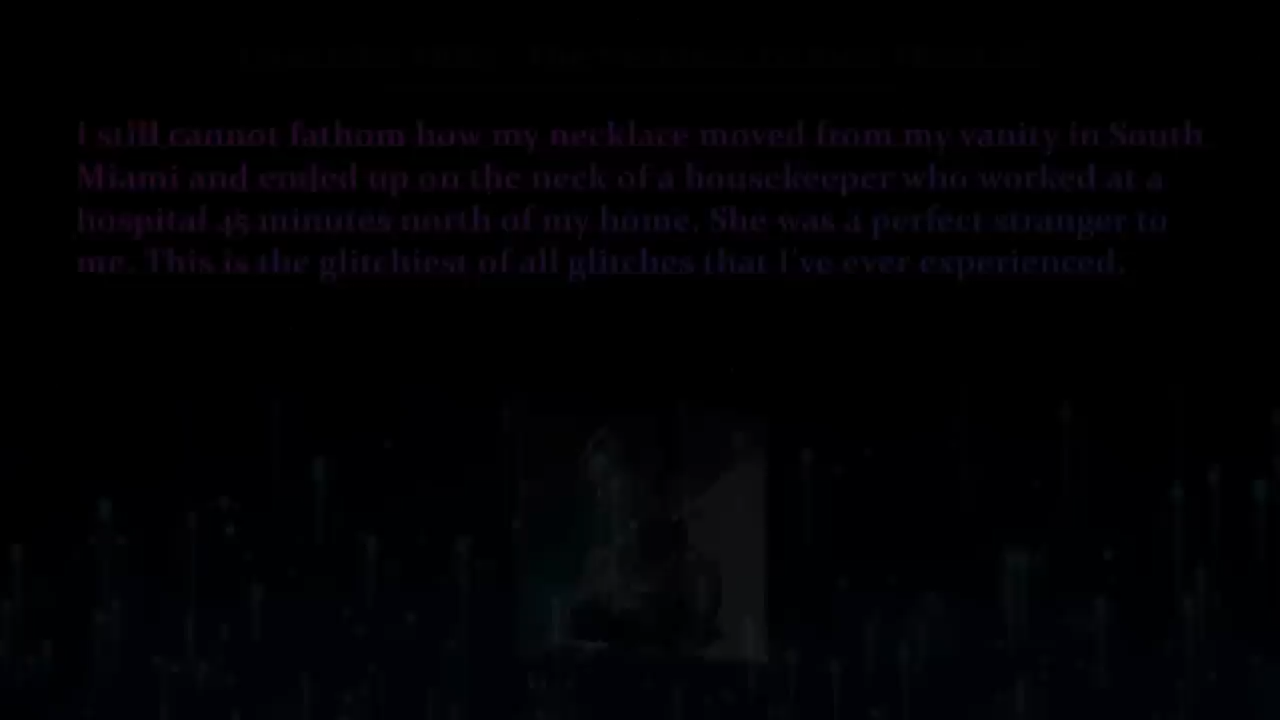 I still cannot fathom how my necklace moved from my vanity in South
Miami and ended up on the neck of a housekeeper who worked at a
hospital 45 minutes north of my home. She was a perfect stranger to
me. This is the glitchiest of all glitches that I've ever experienced.